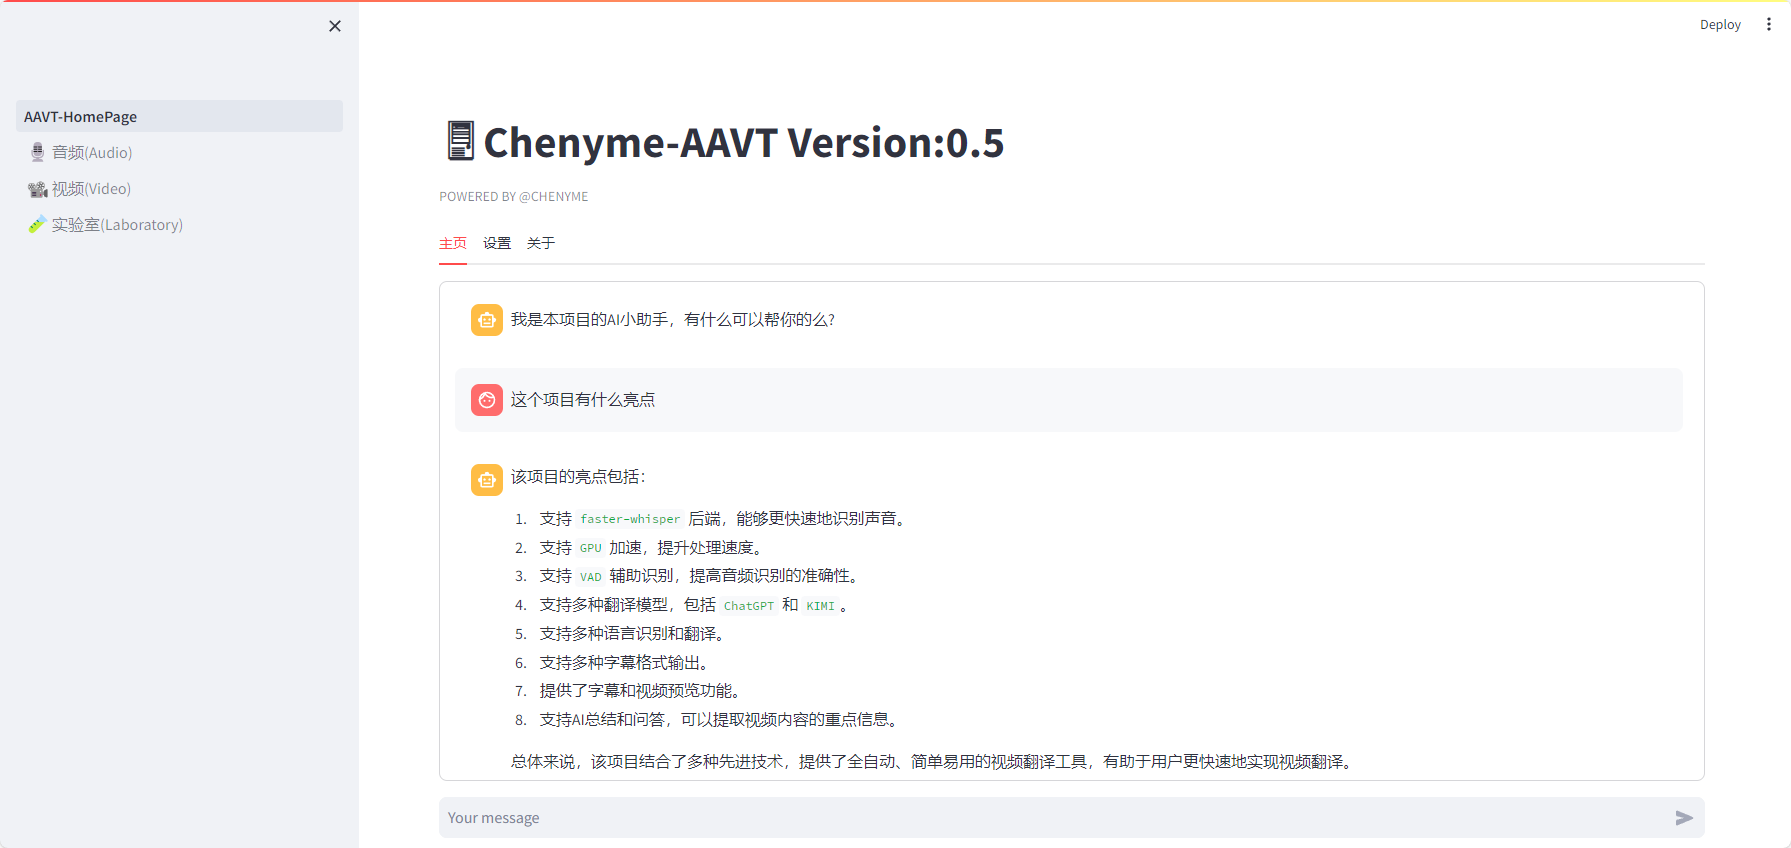 Deploy
AAVT-HomePage
音频(Audio)
视频(Video)
实验室(Laboratory)
Chenyme-AAVT Version:0.5
POWERED BY @CHENYME
主页 设置 关于
我是本项目的AI小助手，有什么可以帮你的么?
这个项目有什么亮点
该项目的亮点包括：
1. 支持 faster-whisper 后端，能够更快速地识别声音。
2. 支持 GPU 加速，提升处理速度。
3. 支持 VAD 辅助识别，提高音频识别的准确性。
4. 支持多种翻译模型，包括 ChatGPT 和 KIMI 。
5. 支持多种语言识别和翻译。
6. 支持多种字幕格式输出。
7. 提供了字幕和视频预览功能。
8. 支持AI总结和问答，可以提取视频内容的重点信息。
总体来说，该项目结合了多种先进技术，提供了全自动、简单易用的视频翻译工具，有助于用户更快速地实现视频翻译。
Your message